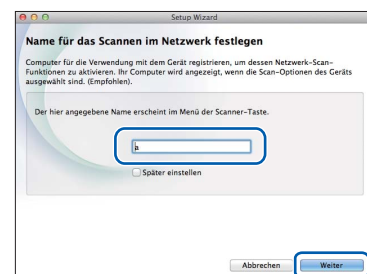 Setup Wizard
Name für das Scannen im Netzwerk festlegen
Computer für die Verwendung mit dem Gerät registrieren, um dessen Netzwerk-Scan-
Funktionen zu aktivieren. Ihr Computer wird angezeigt, wenn die Scan-Optionen des Geräts
ausgewählt sind. (Empfohlen).
Der hier angegebene Name erscheint im Menü der Scanner-Taste.
a
Später einstellen
Abbrechen
Weiter